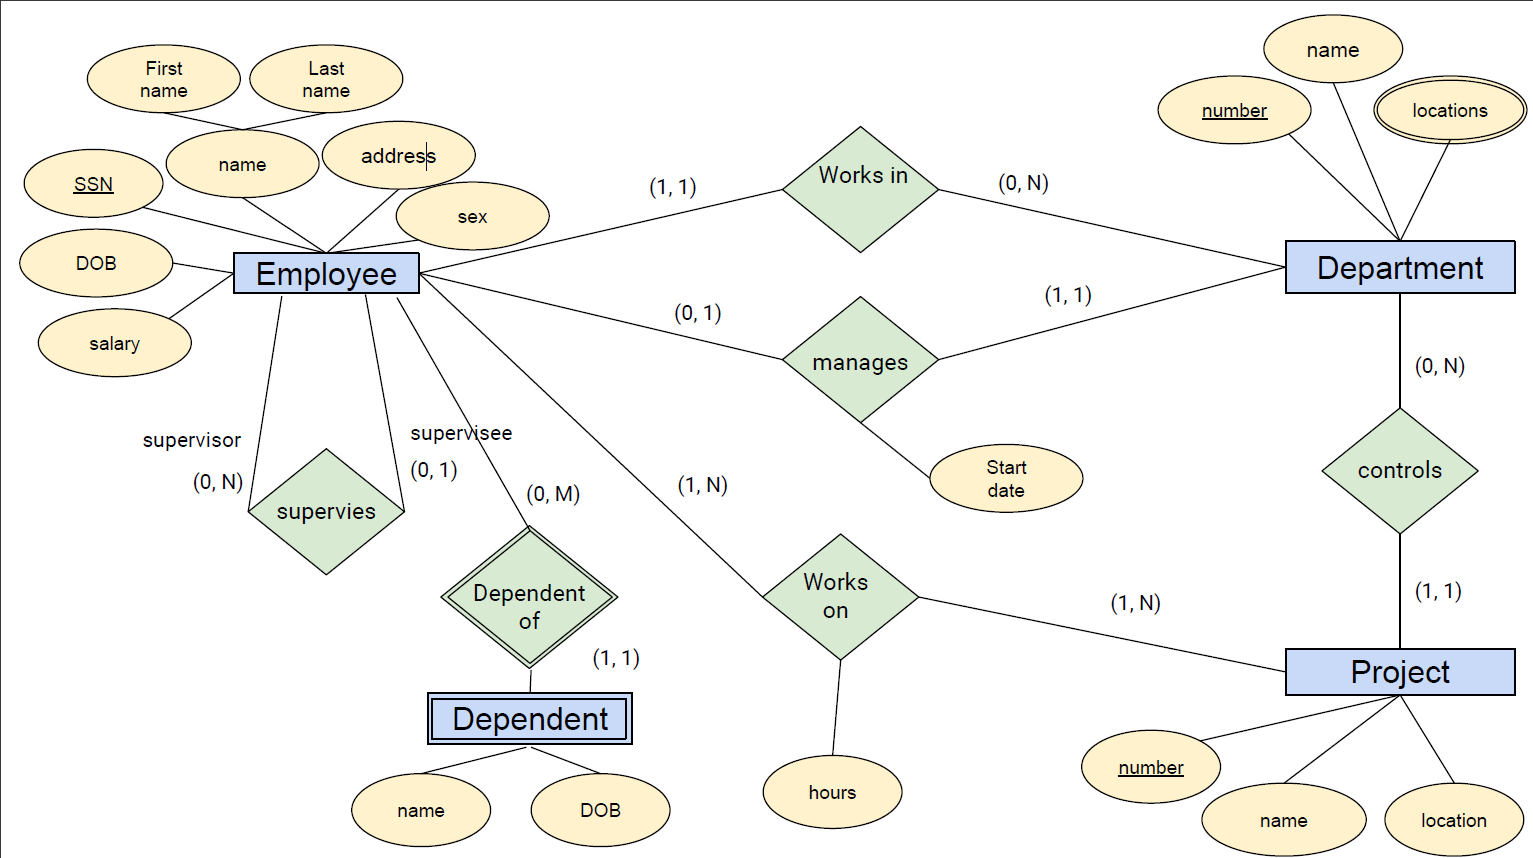 First
name
Last
name
name
address
SSN
sex
DOB
Employee
salary
Works in
(1, 1)
(0, N)
name
number
locations
Department
manages
(0, 1)
(1, 1)
Start
date
supervisor
(0, N)
supervies
supervisee
(0, 1)
(0, M)
Dependent
of
(1, 1)
Dependent
name
DOB
(1, N)
Works
on
(1, N)
hours
(0, N)
controls
(1, 1)
Project
number
name
location